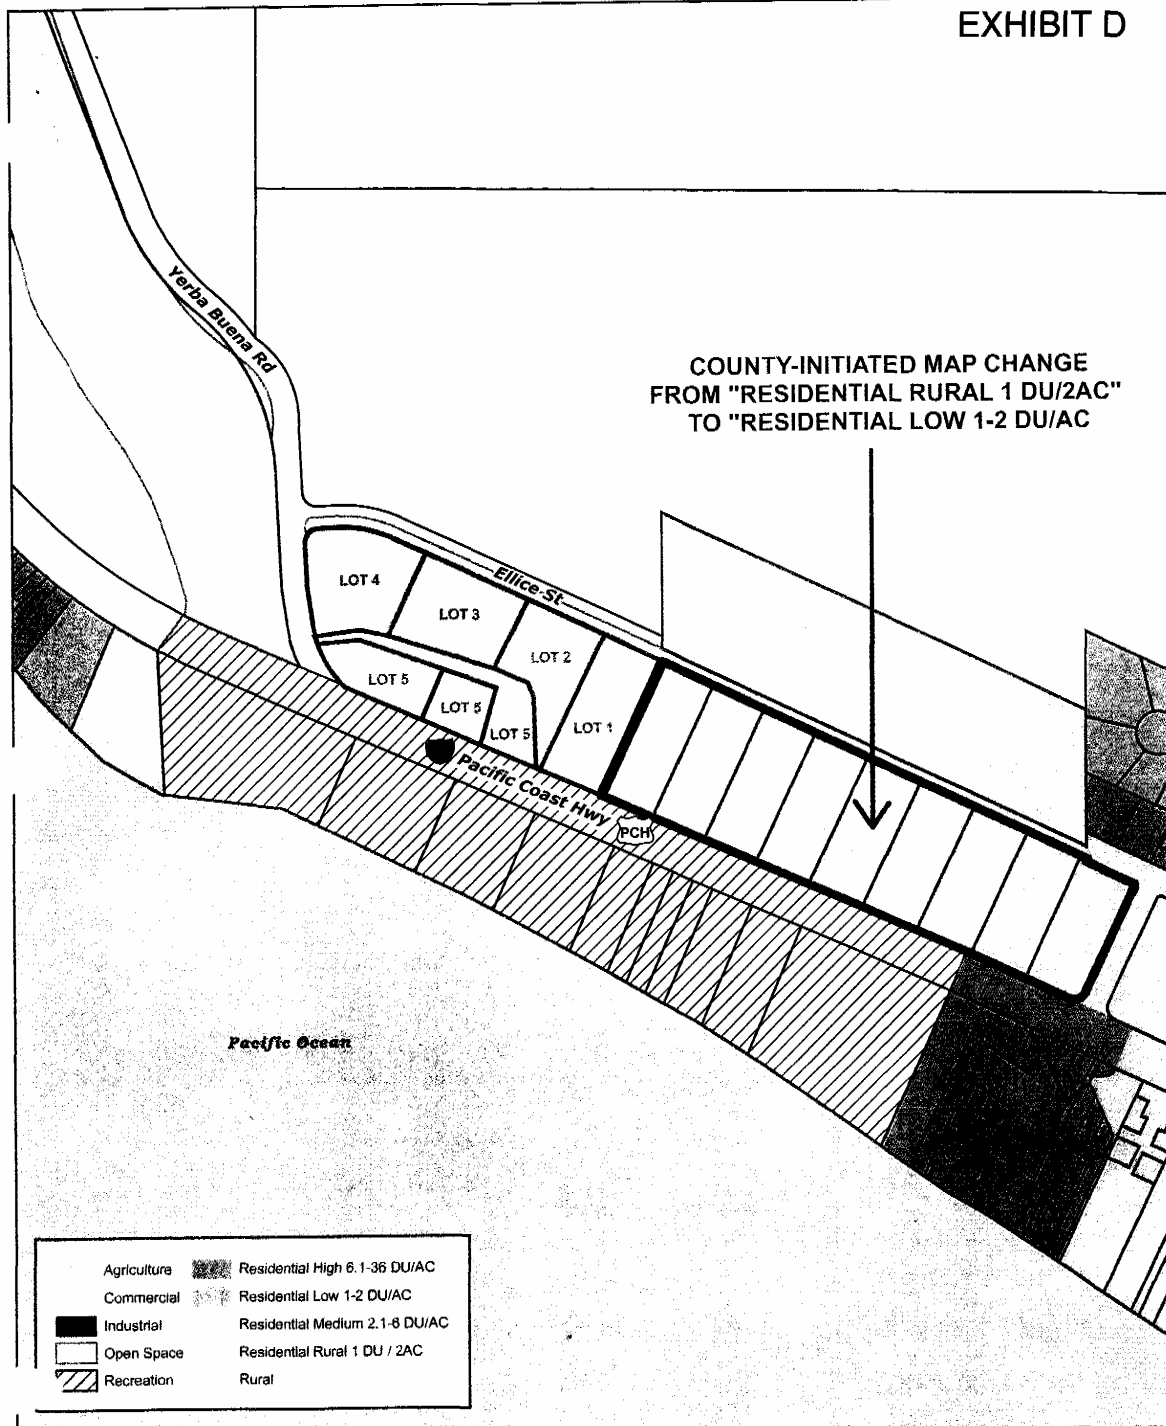 EXHIBIT D
Yerba Buena Rd
COUNTY-INITIATED MAP CHANGE
FROM "RESIDENTIAL RURAL 1 DU/2AC"
TO "RESIDENTIAL LOW 1-2 DU/AC
Ellice St
LOT 4
LOT 3
LOT 2
LOT 5
LOT 5
LOT 5
LOT 1
Pacific Coast Hwy
PCH
Pacific Ocean
Agriculture
Commercial
Industrial
Open Space
Recreation
Residential High 6.1-36 DU/AC
Residential Low 1-2 DU/AC
Residential Medium 2.1-6 DU/AC
Residential Rural 1 DU / 2AC
Rural